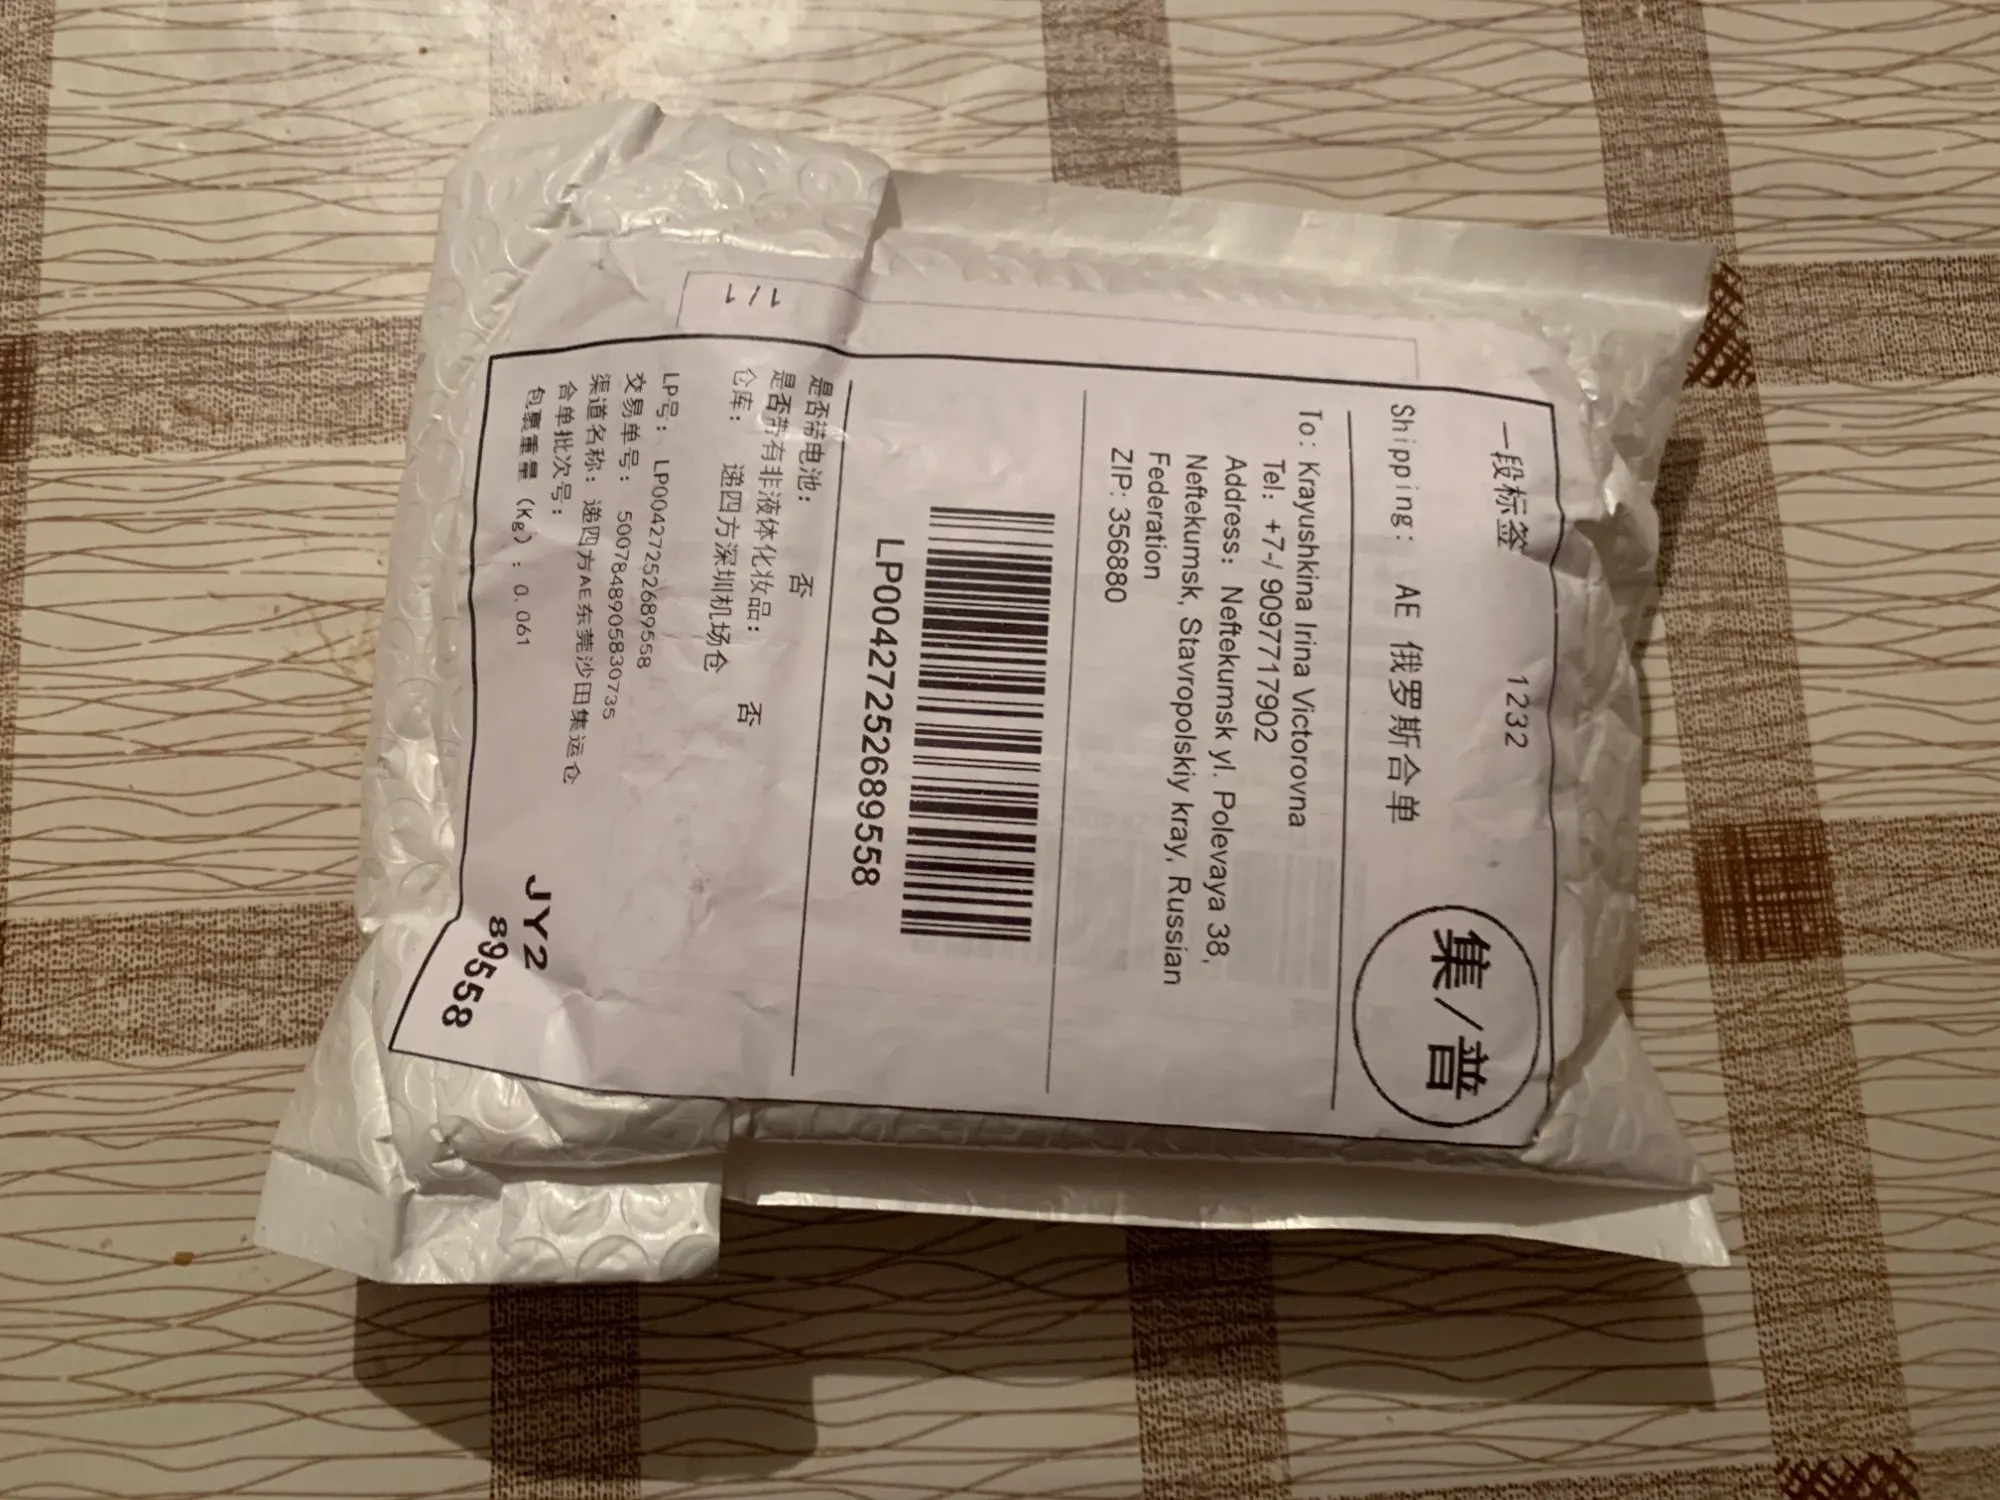 1/1
一段标签 1232
Shipping: AE 俄罗斯合单
集/普
To: Krayushkina Irina Victorovna
Tel: +7-/ 9097717902
Address: Neftekumsk yl. Polevaya 38,
Neftekumsk, Stavropolskiy kray, Russian
Federation
ZIP: 356880
LP00427252689558
是否带电池: 否
是否带有非液体化妆品: 否
仓库: 递四方深圳机场仓
LP号: LP00427252689558
交易单号: 5007848905830735
渠道名称: 递四方AE东莞沙田集运仓
合单批次号:
包裹重量 (Kg) : 0.061
JY2
89558